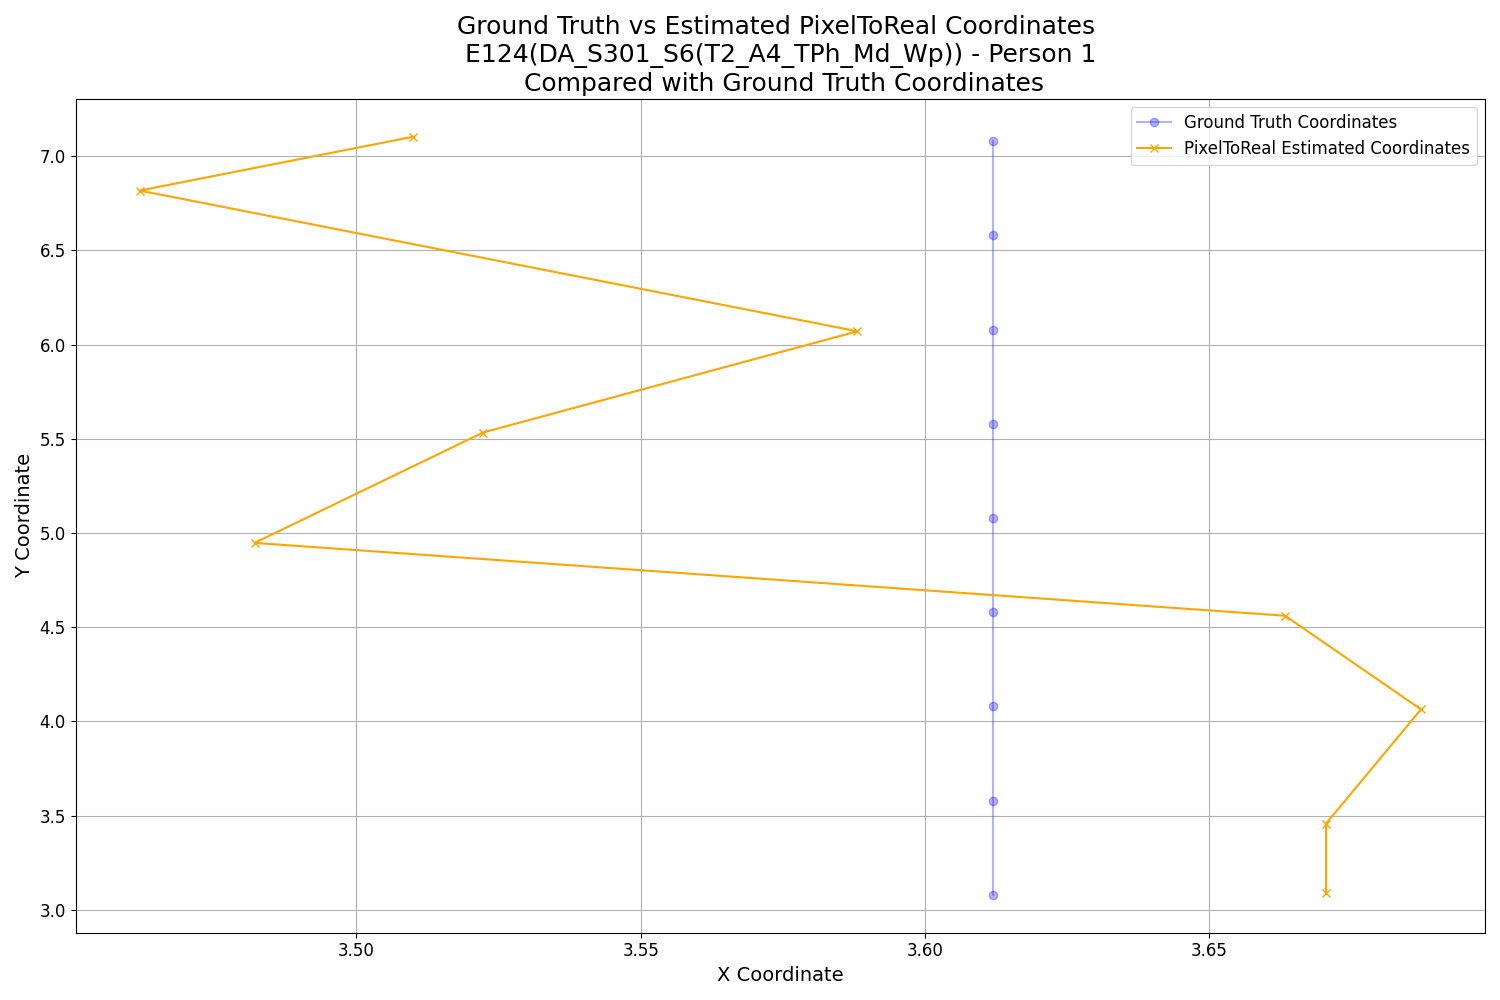 Ground Truth vs Estimated PixelToReal Coordinates
E124(DA_S301_S6(T2_A4_TPh_Md_Wp)) - Person 1
Compared with Ground Truth Coordinates
Ground Truth Coordinates
PixelToReal Estimated Coordinates
7.0
6.5
6.0
5.5
5.0
4.5
4.0
3.5
3.0
Y Coordinate
3.50 3.55 3.60 3.65
X Coordinate